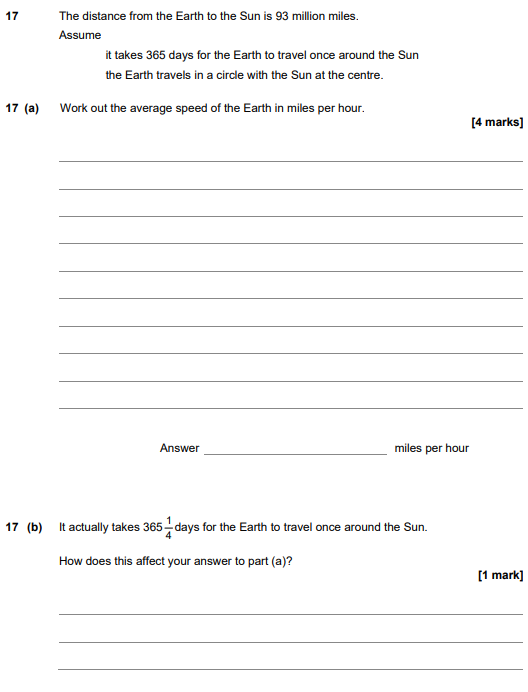 17 The distance from the Earth to the Sun is 93 million miles.
Assume
it takes 365 days for the Earth to travel once around the Sun
the Earth travels in a circle with the Sun at the centre.
17 (a) Work out the average speed of the Earth in miles per hour.
[4 marks]
Answer miles per hour
17 (b) It actually takes 365 1/4 days for the Earth to travel once around the Sun.
How does this affect your answer to part (a)?
[1 mark]